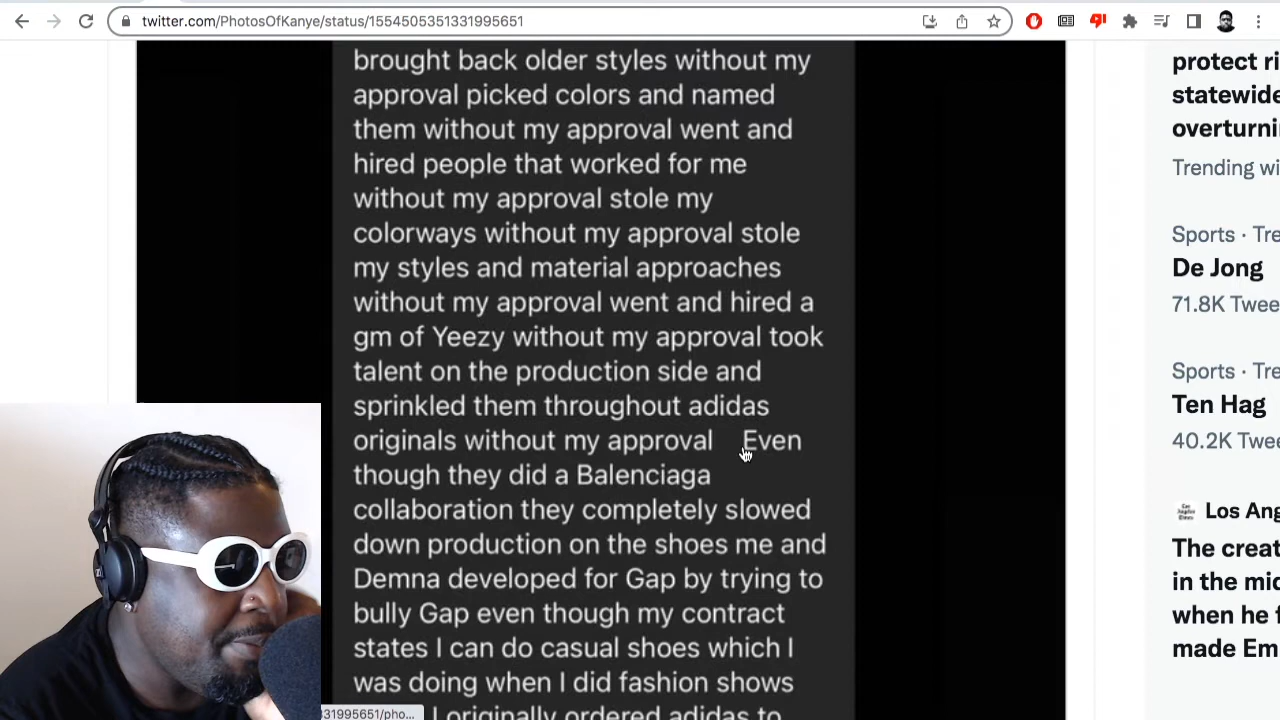 twitter.com/PhotosOfKanye/status/1554505351331995651
brought back older styles without my
approval picked colors and named
them without my approval went and
hired people that worked for me
without my approval stole my
colorways without my approval stole
my styles and material approaches
without my approval went and hired a
gm of Yeezy without my approval took
talent on the production side and
sprinkled them throughout adidas
originals without my approval Even
though they did a Balenciaga
collaboration they completely slowed
down production on the shoes me and
Demna developed for Gap by trying to
bully Gap even though my contract
states I can do casual shoes which I
was doing when I did fashion shows
I originally ordered adidas to
31995651/pho...
protect ri
statewide
overturni
Trending wi
Sports · Tre
De Jong
71.8K Twee
Sports · Tre
Ten Hag
40.2K Twee
Los Ang
The creat
in the mid
when he f
made Em